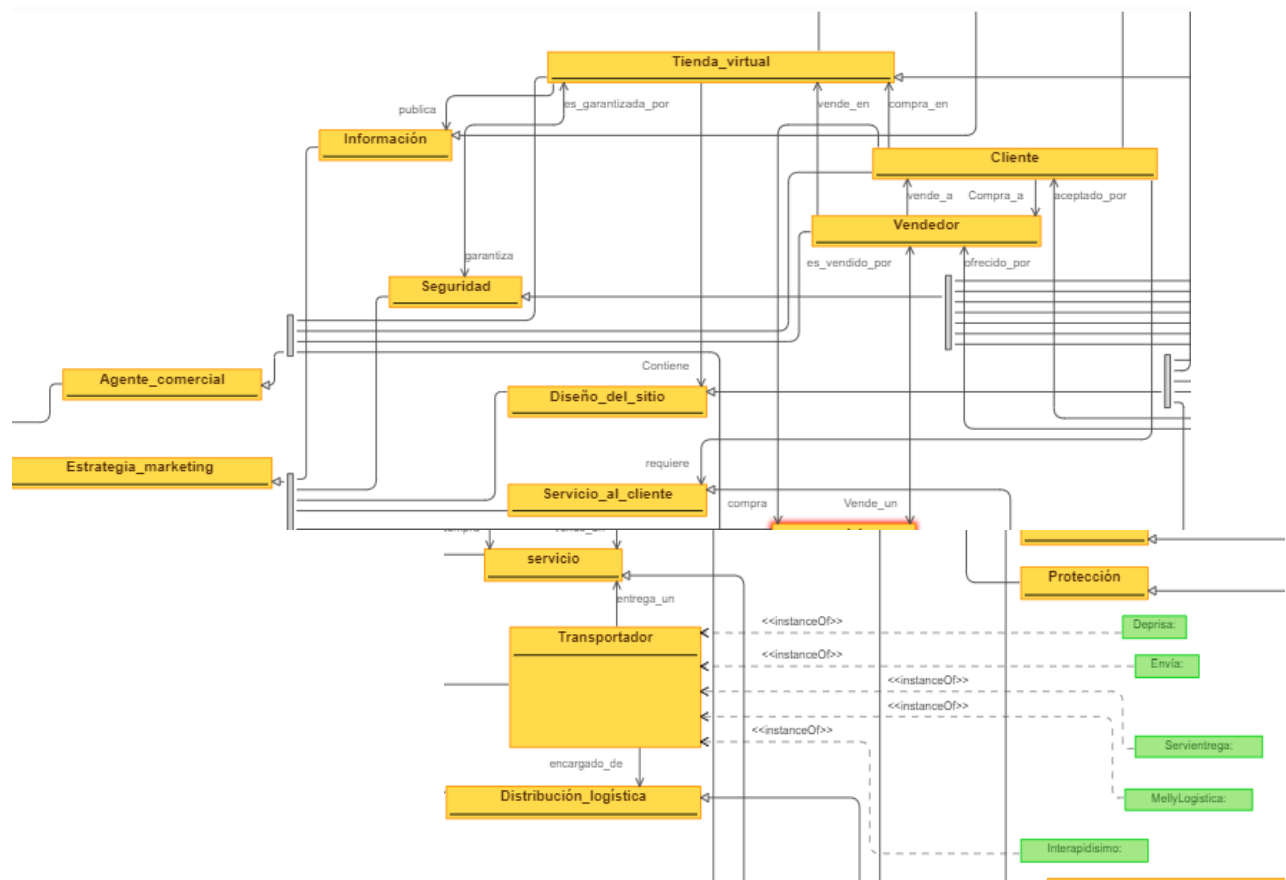 Tienda_virtual
publica
es_garantizada_por
vende_en
compra_en
Información
Cliente
vende_a
Compra_a
aceptado_por
Vendedor
garantiza
es_vendido_por
ofrecido_por
Seguridad
Contiene
Agente_comercial
Diseño_del_sitio
Estrategia_marketing
requiere
Servicio_al_cliente
compra
Vende_un
servicio
Protección
entrega_un
<<instanceOf>>
Deprisa:
Transportador
<<instanceOf>>
Envía:
<<instanceOf>>
<<instanceOf>>
<<instanceOf>>
Servientrega:
encargado_de
Distribución_logística
MellyLogistica:
Interapidisimo: